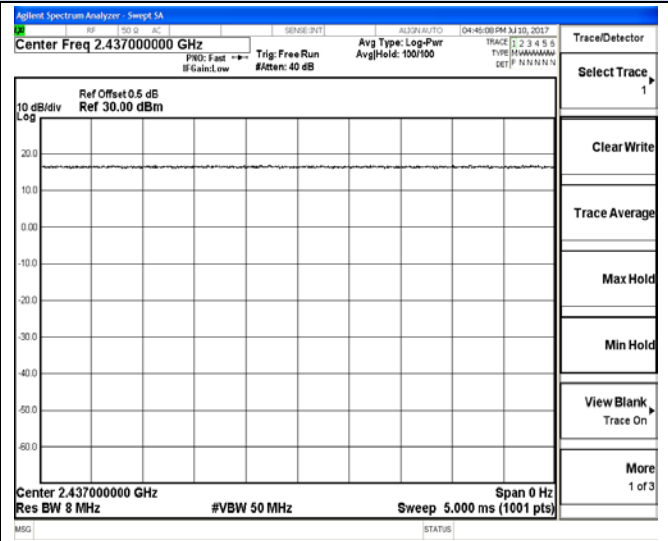 Agilent Spectrum Analyzer - Swept SA
RF 50 Ω AC SENSE:INT ALIGN AUTO 04:45:08 PM Jul 10, 2017
Center Freq 2.437000000 GHz
PNO: Fast
IFGain:Low
Trig: Free Run
#Atten: 40 dB
Avg Type: Log-Pwr
Avg|Hold: 100/100
TRACE 1 2 3 4 5 6
TYPE
DET P N N N N N
Ref Offset 0.5 dB
10 dB/div Ref 30.00 dBm
Log
20.0
10.0
0.00
-10.0
-20.0
-30.0
-40.0
-50.0
-60.0
Center 2.437000000 GHz Span 0 Hz
Res BW 8 MHz #VBW 50 MHz Sweep 5.000 ms (1001 pts)
MSG STATUS
Trace/Detector
Select Trace
1
Clear Write
Trace Average
Max Hold
Min Hold
View Blank
Trace On
More
1 of 3